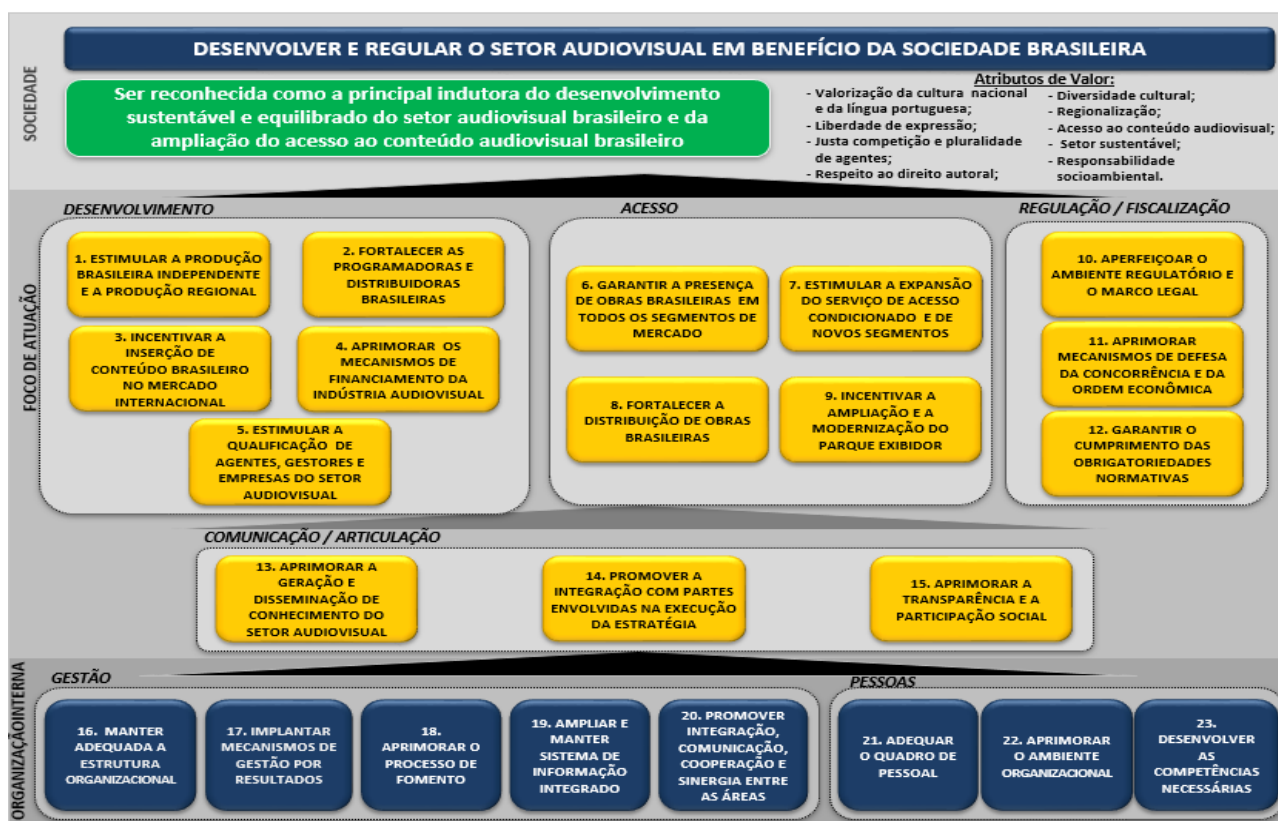 SOCIEDADE
DESENVOLVER E REGULAR O SETOR AUDIOVISUAL EM BENEFÍCIO DA SOCIEDADE BRASILEIRA
Ser reconhecida como a principal indutora do desenvolvimento
sustentável e equilibrado do setor audiovisual brasileiro e da
ampliação do acesso ao conteúdo audiovisual brasileiro
Atributos de Valor:
- Valorização da cultura nacional
e da língua portuguesa;
- Liberdade de expressão;
- Justa competição e pluralidade
de agentes;
- Respeito ao direito autoral;
- Diversidade cultural;
- Regionalização;
- Acesso ao conteúdo audiovisual;
- Setor sustentável;
- Responsabilidade
socioambiental.
FOCO DE ATUAÇÃO
DESENVOLVIMENTO
1. ESTIMULAR A PRODUÇÃO
BRASILEIRA INDEPENDENTE
E A PRODUÇÃO REGIONAL
2. FORTALECER AS
PROGRAMADORAS E
DISTRIBUIDORAS
BRASILEIRAS
3. INCENTIVAR A
INSERÇÃO DE
CONTEÚDO BRASILEIRO
NO MERCADO
INTERNACIONAL
4. APRIMORAR OS
MECANISMOS DE
FINANCIAMENTO DA
INDÚSTRIA AUDIOVISUAL
5. ESTIMULAR A
QUALIFICAÇÃO DE
AGENTES, GESTORES E
EMPRESAS DO SETOR
AUDIOVISUAL
ACESSO
6. GARANTIR A PRESENÇA
DE OBRAS BRASILEIRAS EM
TODOS OS SEGMENTOS DE
MERCADO
7. ESTIMULAR A EXPANSÃO
DO SERVIÇO DE ACESSO
CONDICIONADO E DE
NOVOS SEGMENTOS
8. FORTALECER A
DISTRIBUIÇÃO DE OBRAS
BRASILEIRAS
9. INCENTIVAR A
AMPLIAÇÃO E A
MODERNIZAÇÃO DO
PARQUE EXIBIDOR
REGULAÇÃO / FISCALIZAÇÃO
10. APERFEIÇOAR O
AMBIENTE REGULATÓRIO E
O MARCO LEGAL
11. APRIMORAR
MECANISMOS DE DEFESA
DA CONCORRÊNCIA E DA
ORDEM ECONÔMICA
12. GARANTIR O
CUMPRIMENTO DAS
OBRIGATORIEDADES
NORMATIVAS
COMUNICAÇÃO / ARTICULAÇÃO
13. APRIMORAR A
GERAÇÃO E
DISSEMINAÇÃO DE
CONHECIMENTO DO
SETOR AUDIOVISUAL
14. PROMOVER A
INTEGRAÇÃO COM PARTES
ENVOLVIDAS NA EXECUÇÃO
DA ESTRATÉGIA
15. APRIMORAR A
TRANSPARÊNCIA E A
PARTICIPAÇÃO SOCIAL
ORGANIZAÇÃOINTERNA
GESTÃO
16. MANTER
ADEQUADA A
ESTRUTURA
ORGANIZACIONAL
17. IMPLANTAR
MECANISMOS DE
GESTÃO POR
RESULTADOS
18.
APRIMORAR O
PROCESSO DE
FOMENTO
19. AMPLIAR E
MANTER
SISTEMA DE
INFORMAÇÃO
INTEGRADO
20. PROMOVER
INTEGRAÇÃO,
COMUNICAÇÃO,
COOPERAÇÃO E
SINERGIA ENTRE
AS ÁREAS
PESSOAS
21. ADEQUAR
O QUADRO DE
PESSOAL
22. APRIMORAR
O AMBIENTE
ORGANIZACIONAL
23.
DESENVOLVER
AS
COMPETÊNCIAS
NECESSÁRIAS